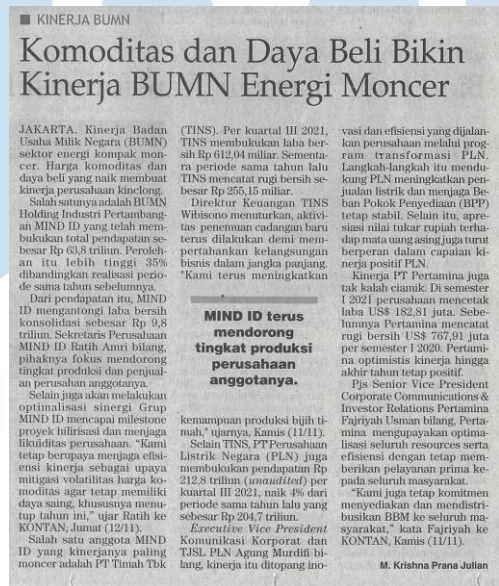 KINERJA BUMN
Komoditas dan Daya Beli Bikin
Kinerja BUMN Energi Moncer
JAKARTA. Kinerja Badan
Usaha Milik Negara (BUMN)
sektor energi kompak mon-
cer. Harga komoditas dan
daya beli yang naik membuat
kinerja perusahaan kinclong.
Salah satunya adalah BUMN
Holding Industri Pertambang-
an MIND ID yang telah mem-
bukukan total pendapatan se-
besar Rp 63,8 triliun. Peroleh-
an itu lebih tinggi 35%
dibandingkan realisasi perio-
de sama tahun sebelumnya.
Dari pendapatan itu, MIND
ID mengantongi laba bersih
konsolidasi sebesar Rp 9,8
triliun. Sekretaris Perusahaan
MIND ID Ratih Amri bilang,
pihaknya fokus mendorong
tingkat produksi dan penjual-
an perusahan anggotanya.
Selain juga akan melakukan
optimalisasi sinergi Grup
MIND ID mencapai milestone
proyek hilirisasi dan menjaga
likuiditas perusahaan. "Kami
tetap berupaya menjaga efisi-
ensi kinerja sebagai upaya
mitigasi volatilitas harga ko-
moditas agar tetap memiliki
daya saing, khususnya menu-
tup tahun ini," ujar Ratih ke
KONTAN, Jumat (12/11).
Salah satu anggota MIND
ID yang kinerjanya paling
moncer adalah PT Timah Tbk
(TINS). Per kuartal III 2021,
TINS membukukan laba ber-
sih Rp 612,04 miliar. Sementa-
ra periode sama tahun lalu
TINS mencatat rugi bersih se-
besar Rp 255,15 miliar.
Direktur Keuangan TINS
Wibisono menuturkan, aktivi-
tas penemuan cadangan baru
terus dilakukan demi mem-
pertahankan kelangsungan
bisnis dalam jangka panjang.
"Kami terus meningkatkan
MIND ID terus
mendorong
tingkat produksi
perusahaan
anggotanya.
kemampuan produksi bijih ti-
mah," ujarnya, Kamis (11/11).
Selain TINS, PT Perusahaan
Listrik Negara (PLN) juga
membukukan pendapatan Rp
212,8 triliun (unaudited) per
kuartal III 2021, naik 4% dari
periode sama tahun lalu yang
sebesar Rp 204,7 triliun.
Executive Vice President
Komunikasi Korporat dan
TJSL PLN Agung Murdifi bi-
lang, kinerja itu ditopang ino-
vasi dan efisiensi yang dijalan-
kan perusahaan melalui prog-
ram transformasi PLN.
Langkah-langkah itu mendu-
kung PLN meningkatkan pen-
jualan listrik dan menjaga Be-
ban Pokok Penyediaan (BPP)
tetap stabil. Selain itu, apre-
siasi nilai tukar rupiah terha-
dap mata uang asing juga turut
berperan dalam capaian ki-
nerja positif PLN.
Kinerja PT Pertamina juga
tak kalah ciamik. Di semester
I 2021 perusahaan mencetak
laba US$ 182,81 juta. Sebe-
lumnya Pertamina mencatat
rugi bersih US$ 767,91 juta
per semester I 2020. Pertami-
na optimistis kinerja hingga
akhir tahun tetap positif.
Pjs Senior Vice President
Corporate Communications &
Investor Relations Pertamina
Fajriyah Usman bilang, Perta-
mina mengupayakan optima-
lisasi seluruh resources serta
efisiensi dengan tetap mem-
berikan pelayanan prima ke-
pada seluruh masyarakat.
"Kami juga tetap komitmen
menyediakan dan mendistri-
busikan BBM ke seluruh ma-
syarakat," kata Fajriyah ke
KONTAN, Kamis (11/11).
M. Krishna Prana Julian